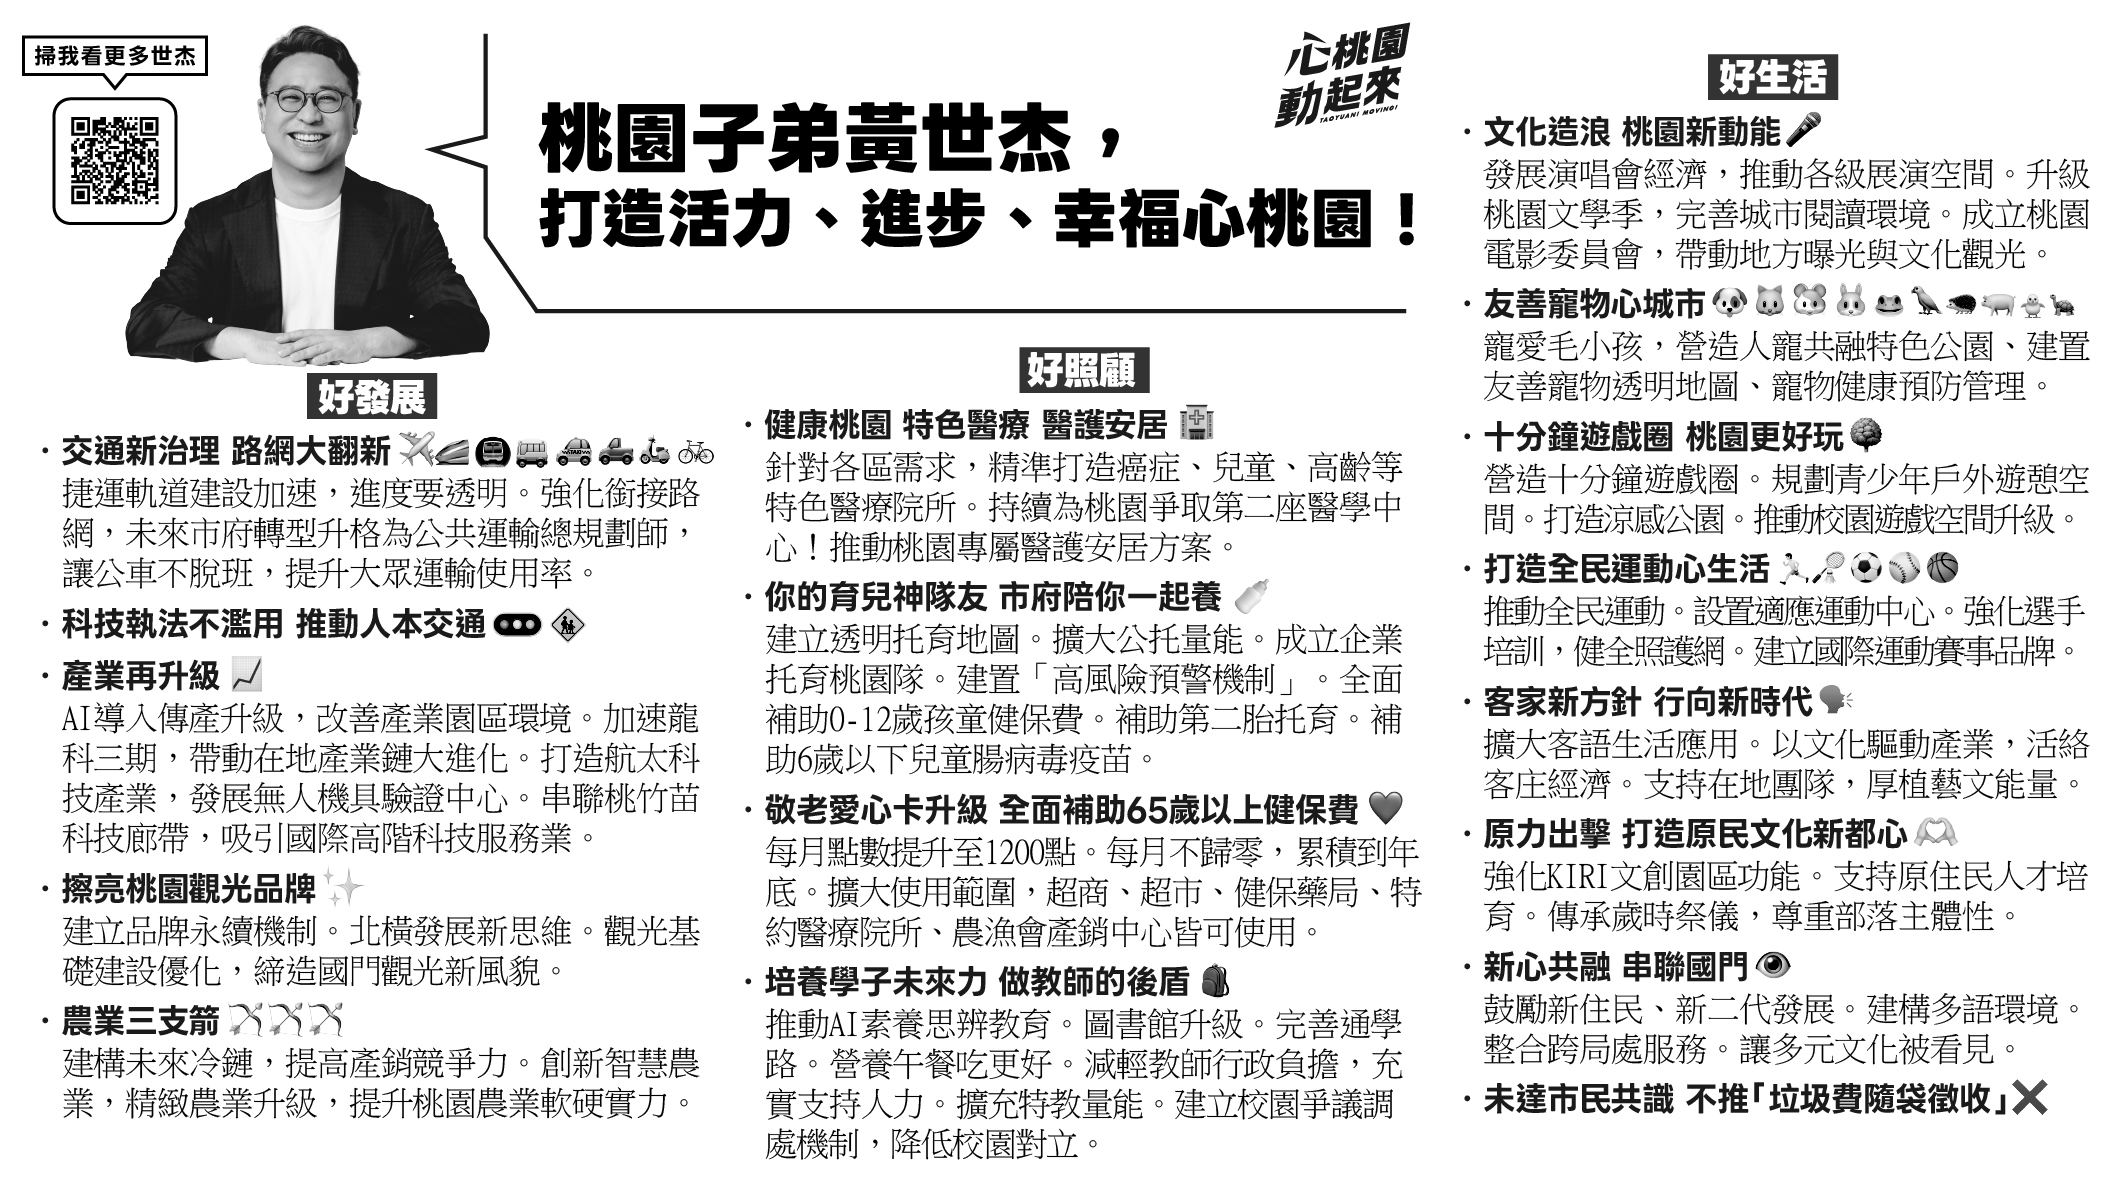 掃我看更多世杰
桃園子弟黃世杰，
打造活力、進步、幸福心桃園！
心桃園
動起來
TAOYUAN! MOVING!
好發展
· 交通新治理 路網大翻新
捷運軌道建設加速，進度要透明。強化銜接路
網，未來市府轉型升格為公共運輸總規劃師，
讓公車不脫班，提升大眾運輸使用率。
· 科技執法不濫用 推動人本交通
· 產業再升級
AI導入傳產升級，改善產業園區環境。加速龍
科三期，帶動在地產業鏈大進化。打造航太科
技產業，發展無人機具驗證中心。串聯桃竹苗
科技廊帶，吸引國際高階科技服務業。
· 擦亮桃園觀光品牌
建立品牌永續機制。北橫發展新思維。觀光基
礎建設優化，締造國門觀光新風貌。
· 農業三支箭
建構未來冷鏈，提高產銷競爭力。創新智慧農
業，精緻農業升級，提升桃園農業軟硬實力。
好照顧
· 健康桃園 特色醫療 醫護安居
針對各區需求，精準打造癌症、兒童、高齡等
特色醫療院所。持續為桃園爭取第二座醫學中
心！推動桃園專屬醫護安居方案。
· 你的育兒神隊友 市府陪你一起養
建立透明托育地圖。擴大公托量能。成立企業
托育桃園隊。建置「高風險預警機制」。全面
補助0-12歲孩童健保費。補助第二胎托育。補
助6歲以下兒童腸病毒疫苗。
· 敬老愛心卡升級 全面補助65歲以上健保費
每月點數提升至1200點。每月不歸零，累積到年
底。擴大使用範圍，超商、超市、健保藥局、特
約醫療院所、農漁會產銷中心皆可使用。
· 培養學子未來力 做教師的後盾
推動AI素養思辨教育。圖書館升級。完善通學
路。營養午餐吃更好。減輕教師行政負擔，充
實支持人力。擴充特教量能。建立校園爭議調
處機制，降低校園對立。
好生活
· 文化造浪 桃園新動能
發展演唱會經濟，推動各級展演空間。升級
桃園文學季，完善城市閱讀環境。成立桃園
電影委員會，帶動地方曝光與文化觀光。
· 友善寵物心城市
寵愛毛小孩，營造人寵共融特色公園、建置
友善寵物透明地圖、寵物健康預防管理。
· 十分鐘遊戲圈 桃園更好玩
營造十分鐘遊戲圈。規劃青少年戶外遊憩空
間。打造涼感公園。推動校園遊戲空間升級。
· 打造全民運動心生活
推動全民運動。設置適應運動中心。強化選手
培訓，健全照護網。建立國際運動賽事品牌。
· 客家新方針 行向新時代
擴大客語生活應用。以文化驅動產業，活絡
客庄經濟。支持在地團隊，厚植藝文能量。
· 原力出擊 打造原民文化新都心
強化KIRI文創園區功能。支持原住民人才培
育。傳承歲時祭儀，尊重部落主體性。
· 新心共融 串聯國門
鼓勵新住民、新二代發展。建構多語環境。
整合跨局處服務。讓多元文化被看見。
· 未達市民共識 不推「垃圾費隨袋徵收」